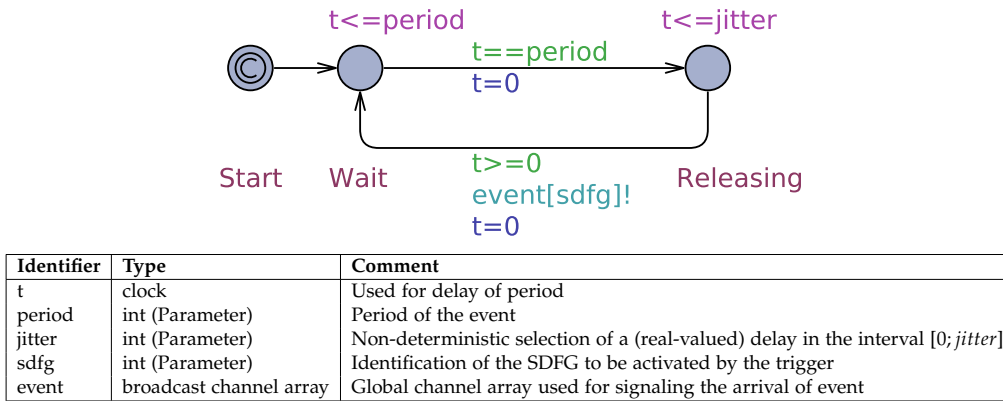 t<=period
t<=jitter
C
t==period
t=0
t>=0
event[sdfg]!
t=0
Start
Wait
Releasing
Identifier Type Comment
t clock Used for delay of period
period int (Parameter) Period of the event
jitter int (Parameter) Non-deterministic selection of a (real-valued) delay in the interval [0; jitter]
sdfg int (Parameter) Identification of the SDFG to be activated by the trigger
event broadcast channel array Global channel array used for signaling the arrival of event